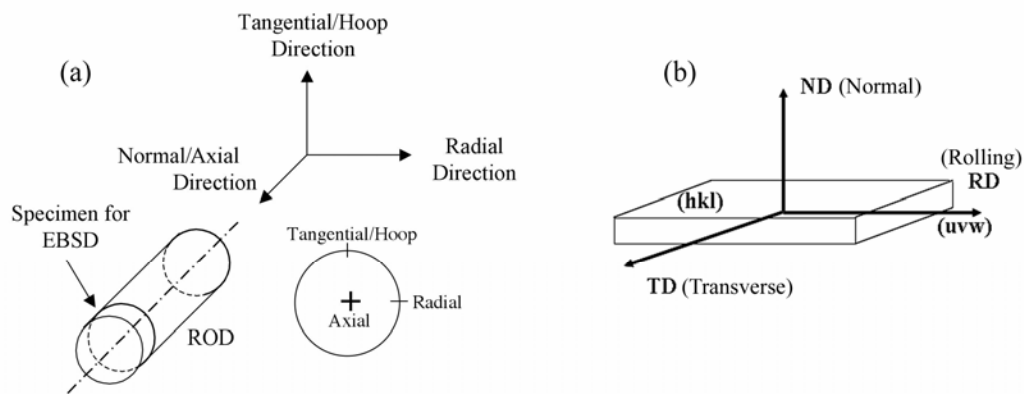 (a)
Tangential/Hoop
Direction
Normal/Axial
Direction
Radial
Direction
Specimen for
EBSD
ROD
Tangential/Hoop
Radial
Axial
(b)
ND (Normal)
(Rolling)
RD
(hkl)
(uvw)
TD (Transverse)